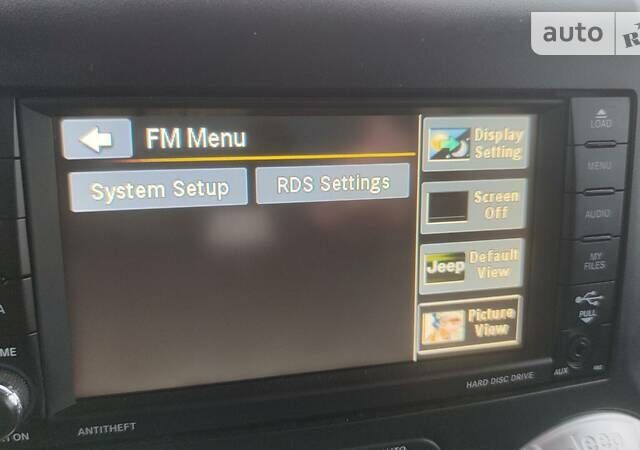 auto
FM Menu
System Setup
RDS Settings
Display
Setting
Screen
Off
Jeep
Default
View
Picture
View
LOAD
MENU
AUDIO
MY
FILES
PULL
AUX
HARD DISC DRIVE
ANTITHEFT
Jeep